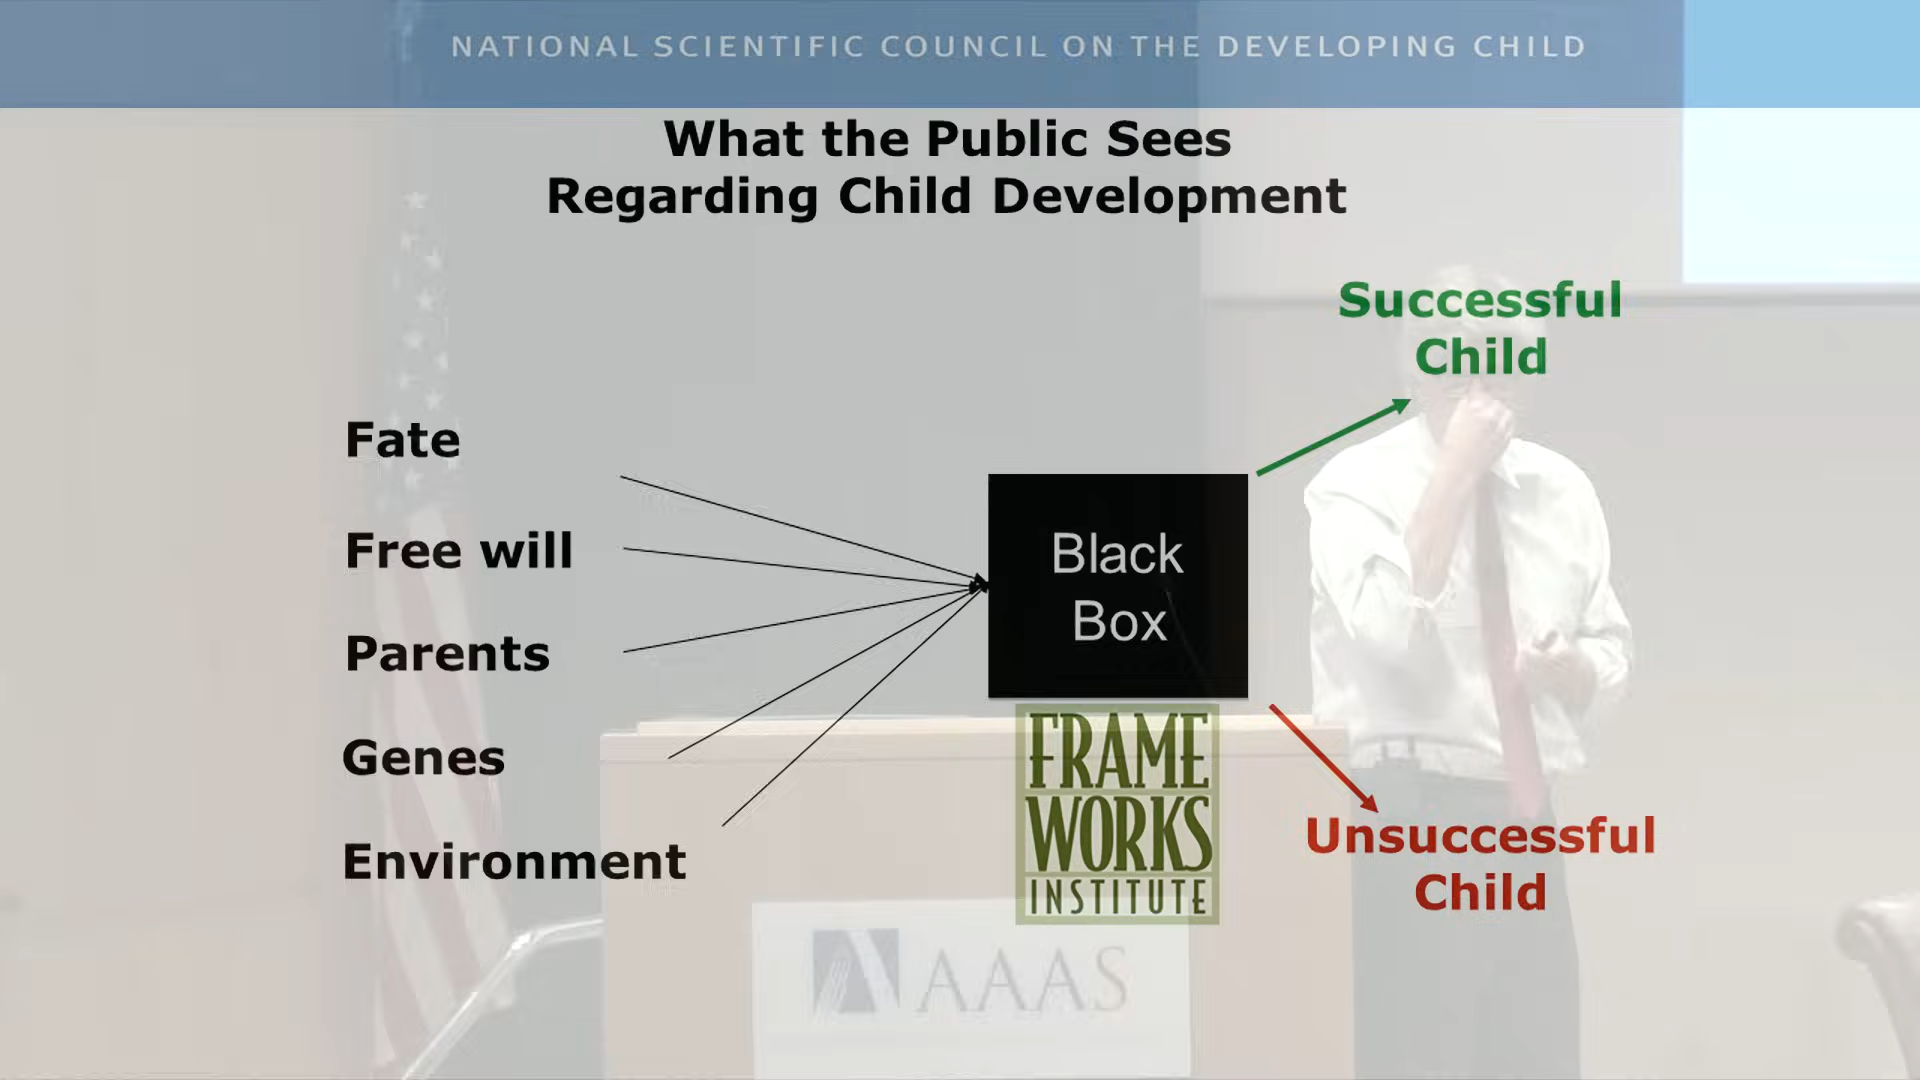 NATIONAL SCIENTIFIC COUNCIL ON THE DEVELOPING CHILD
What the Public Sees
Regarding Child Development
Successful
Child
Fate
Free will
Parents
Genes
Environment
Black
Box
FRAME
WORKS
INSTITUTE
Unsuccessful
Child
AAAS